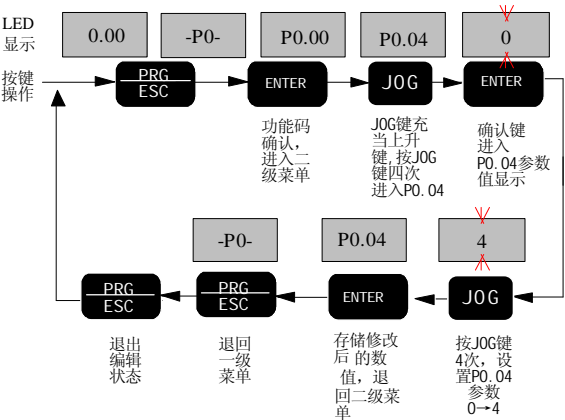 LED
显示
0.00
-P0-
P0.00
P0.04
0
按键
操作
PRG
ESC
ENTER
JOG
ENTER
功能码
确认，
进入二
级菜单
JOG键充
当上升
键,按JOG
键四次
进入P0.04
确认键
进入
P0.04参数
值显示
-P0-
P0.04
4
PRG
ESC
PRG
ESC
ENTER
JOG
退出
编辑
状态
退回
一级
菜单
存储修改
后 的数
值，退
回二级菜
单
按JOG键
4次，设
置P0.04
参数
0→4